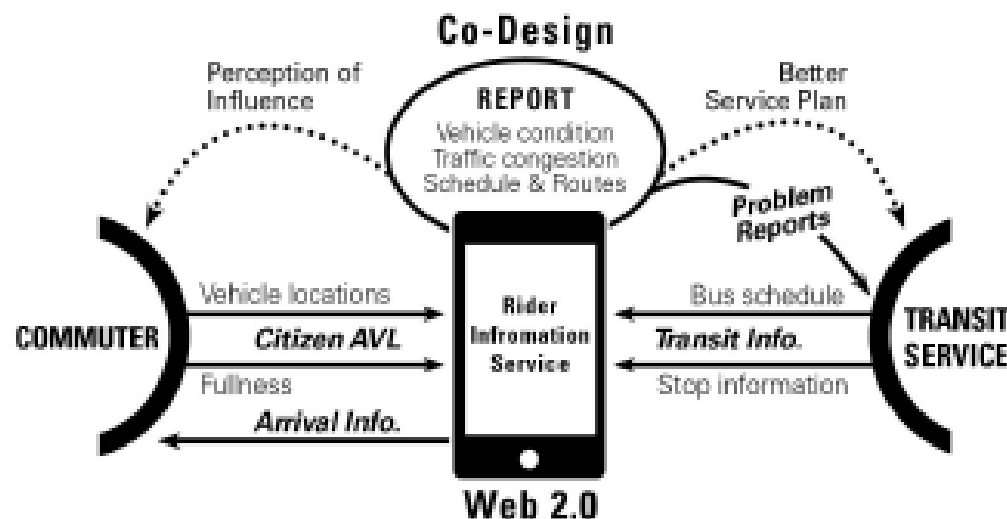 Co-Design
Perception of
Influence
Better
Service Plan
REPORT
Vehicle condition
Traffic congestion
Schedule & Routes
Problem
Reports
Vehicle locations
Bus schedule
COMMUTER
Citizen AVL
Rider
Infromation
Service
Transit Info.
TRANSIT
SERVICE
Fullness
Stop information
Arrival Info.
Web 2.0